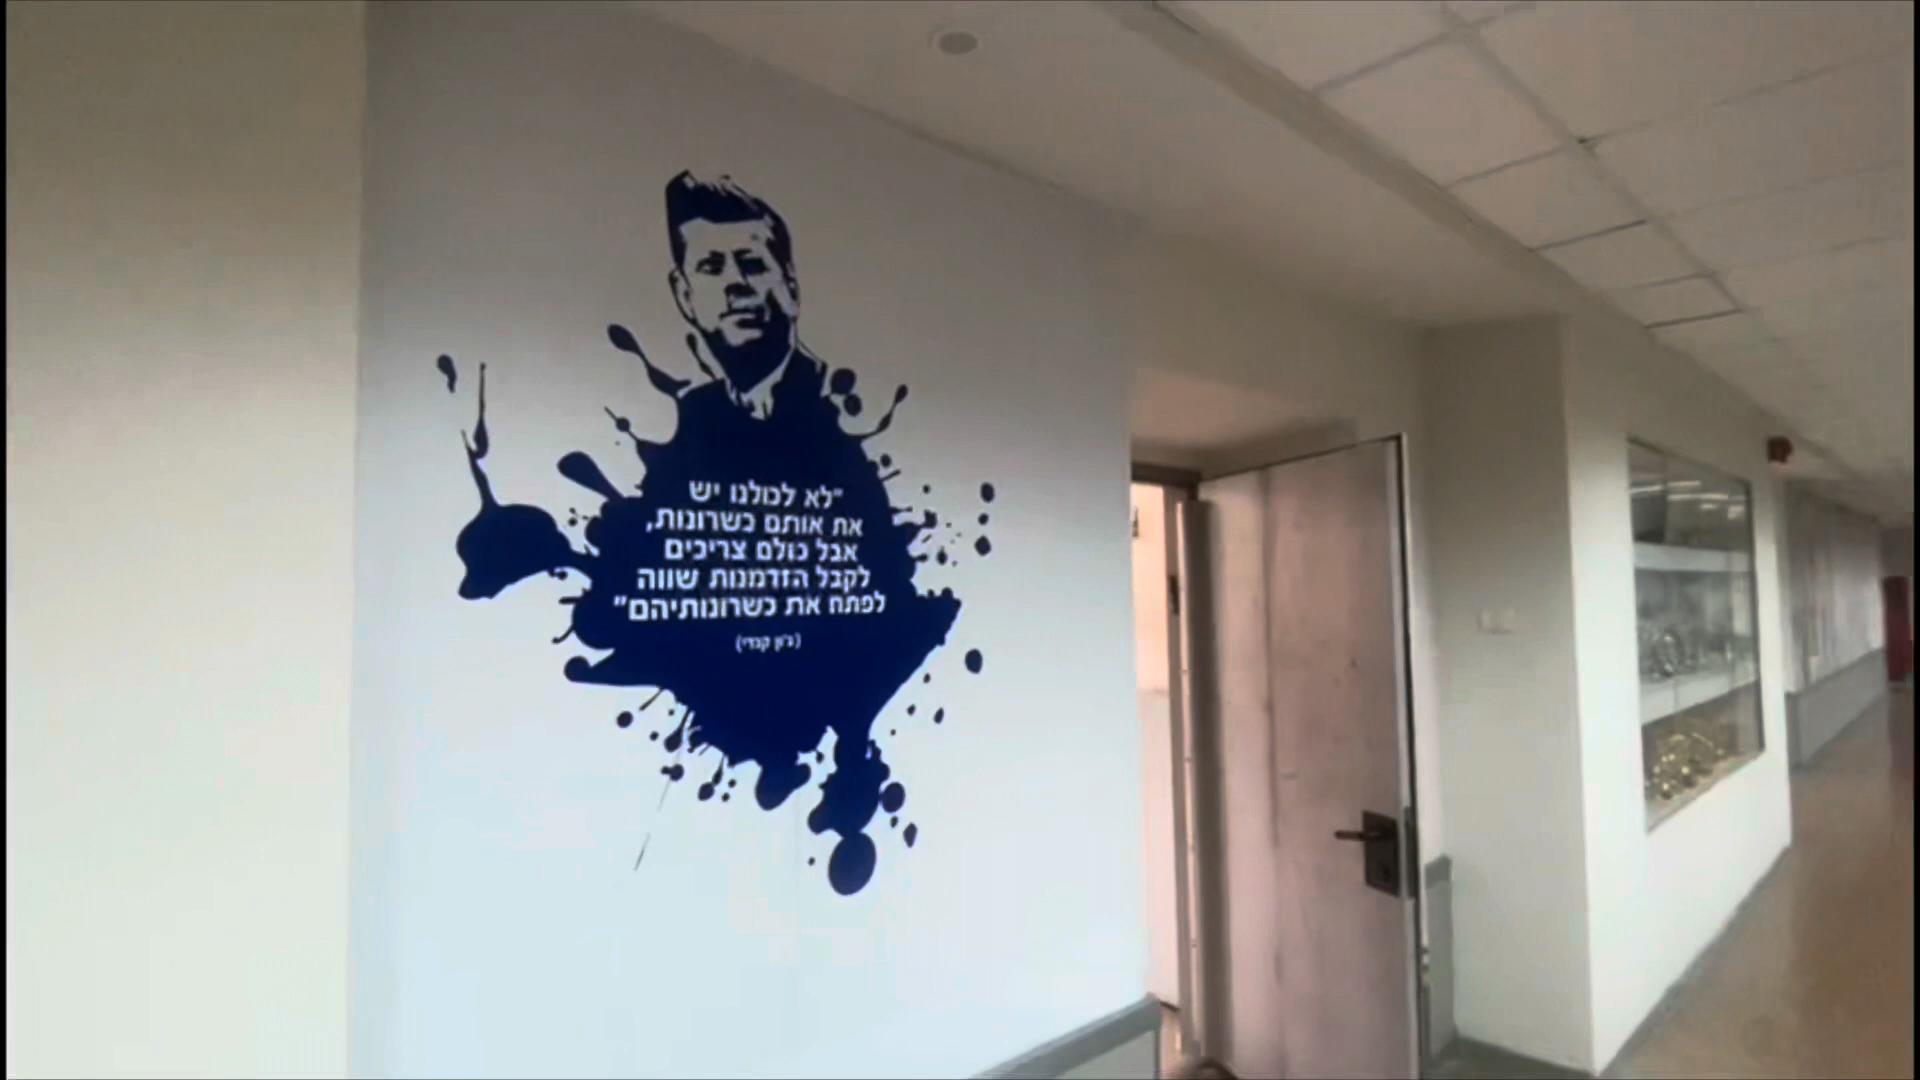 "לא לכולנו יש
את אותם כשרונות,
אבל כולם צריכים
לקבל הזדמנות שווה
לפתח את כשרונותיהם"
(ג'ון קנדי)